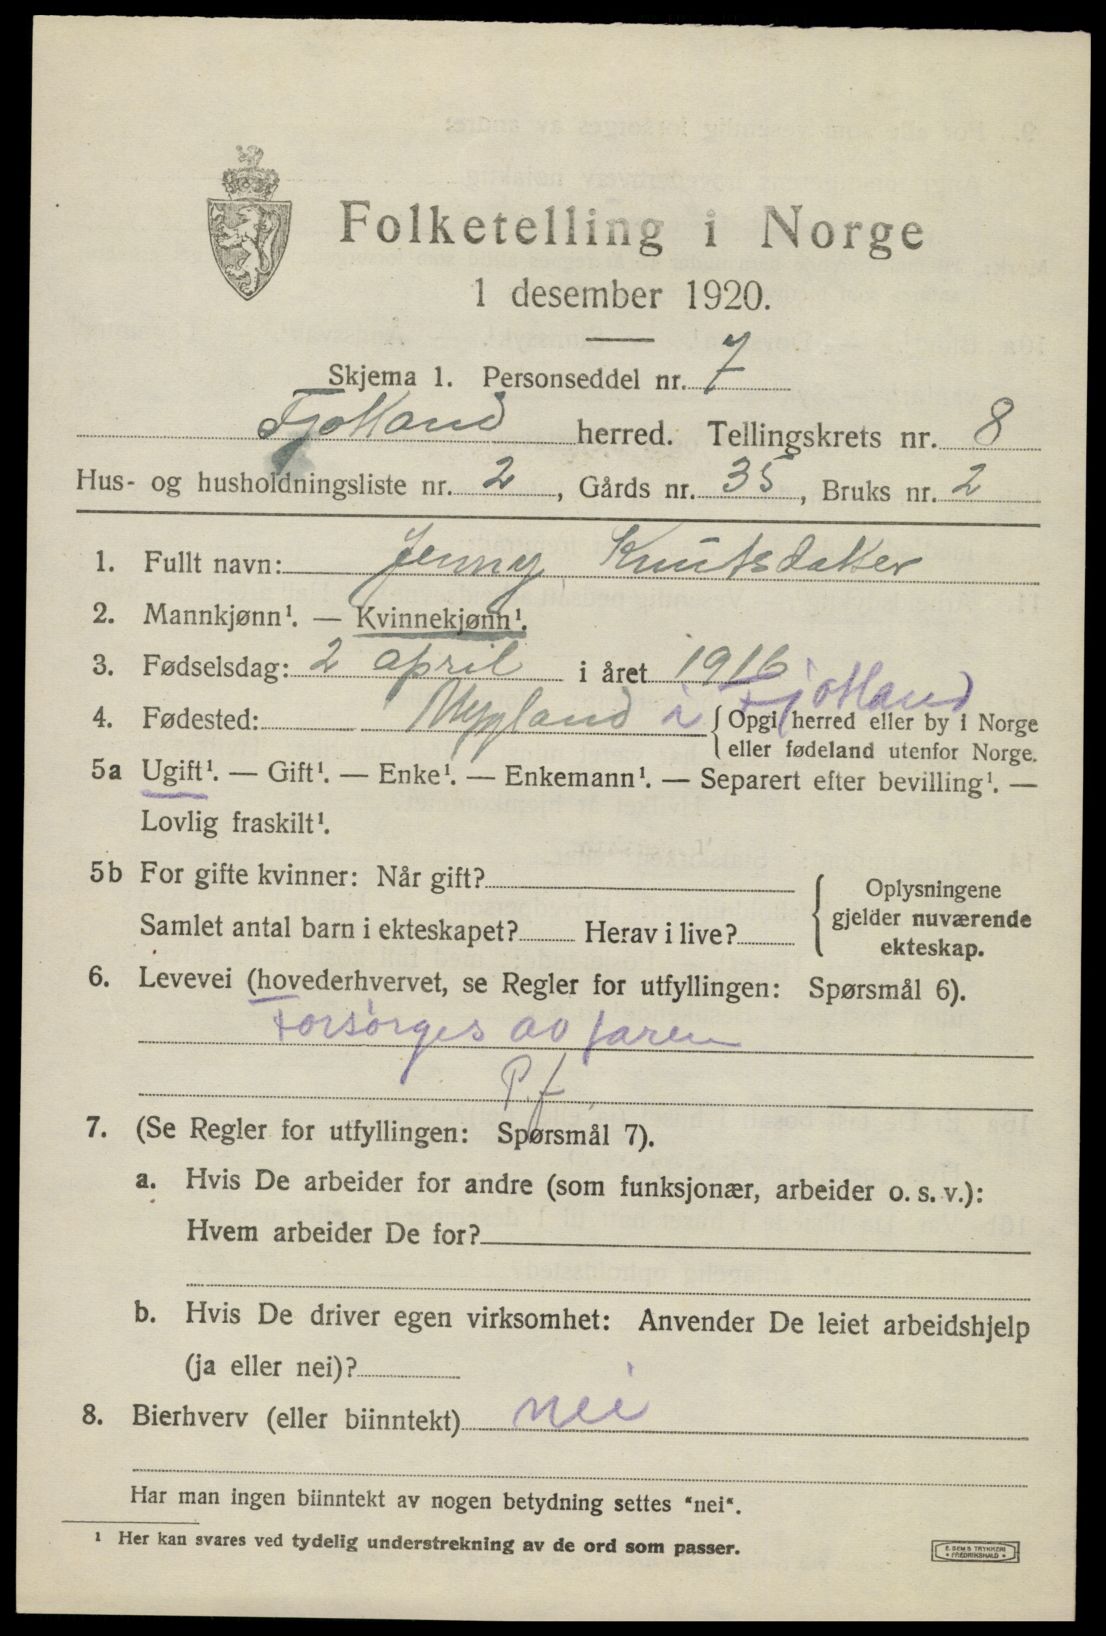 Folketelling i Norge
1 desember 1920.
Skjema 1. Personseddel nr. 7
Fjotland herred. Tellingskrets nr. 8
Hus- og husholdningsliste nr. 2, Gårds nr. 35, Bruks nr. 2
1. Fullt navn: Jenny Knutsdatter
2. Mannkjønn¹. — Kvinnekjønn¹.
3. Fødselsdag: 2 april i året 1916
4. Fødested: i Fjotland { Opgi herred eller by i Norge
eller fødeland utenfor Norge.
5a Ugift¹. — Gift¹. — Enke¹. — Enkemann¹. — Separert efter bevilling¹. —
Lovlig fraskilt¹.
5b For gifte kvinner: Når gift?
Samlet antal barn i ekteskapet? Herav i live?
{ Oplysningene
gjelder nuværende
ekteskap.
6. Levevei (hovederhvervet, se Regler for utfyllingen: Spørsmål 6).
Forsørges av faren
P.f.
7. (Se Regler for utfyllingen: Spørsmål 7).
a. Hvis De arbeider for andre (som funksjonær, arbeider o. s. v.):
Hvem arbeider De for?
b. Hvis De driver egen virksomhet: Anvender De leiet arbeidshjelp
(ja eller nei)?
8. Bierhverv (eller biinntekt) nei
Har man ingen biinntekt av nogen betydning settes "nei".
¹ Her kan svares ved tydelig understrekning av de ord som passer.
E. SEMS TRYKKERI
FREDRIKSHALD